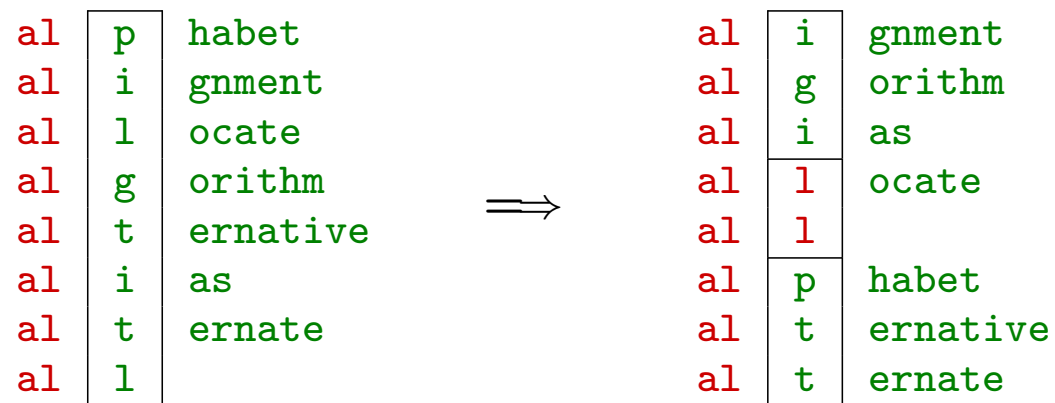 al p habet al i gnment
al i gnment al g orithm
al l ocate al i as
al g orithm al l ocate
al t ernative ⟹ al l
al i as al p habet
al t ernate al t ernative
al l al t ernate